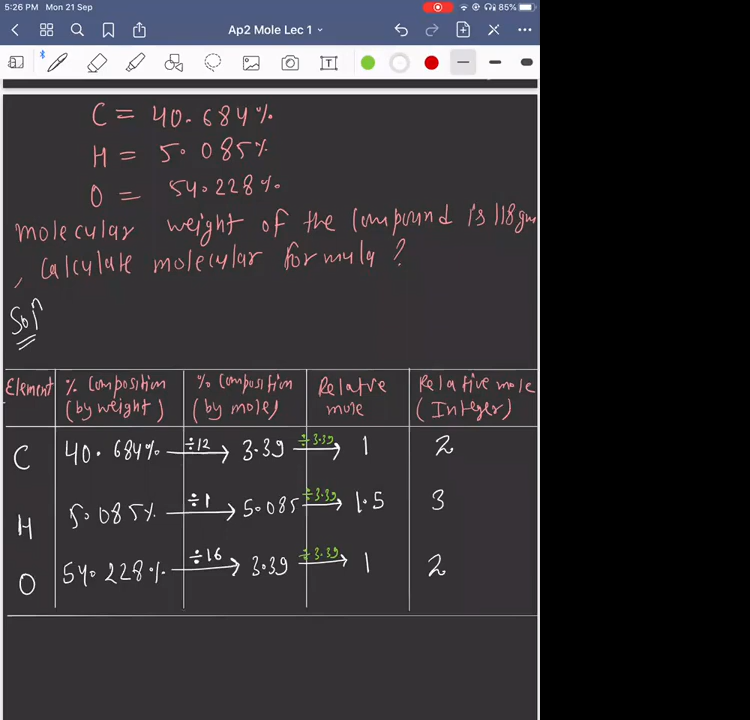 5:26 PM Mon 21 Sep 85%
Ap2 Mole Lec 1
T
C = 40.684%
H = 5.085%
O = 54.228%
molecular weight of the compound is 118 gm
, Calculate molecular formula ?
Solⁿ
Element % Composition (by weight) % Composition (by mole) Relative mole Relative mole (Integer)
C 40.684% ÷12 3.39 ÷3.39 1 2
H 5.085% ÷1 5.085 ÷3.39 1.5 3
O 54.228% ÷16 3.39 ÷3.39 1 2